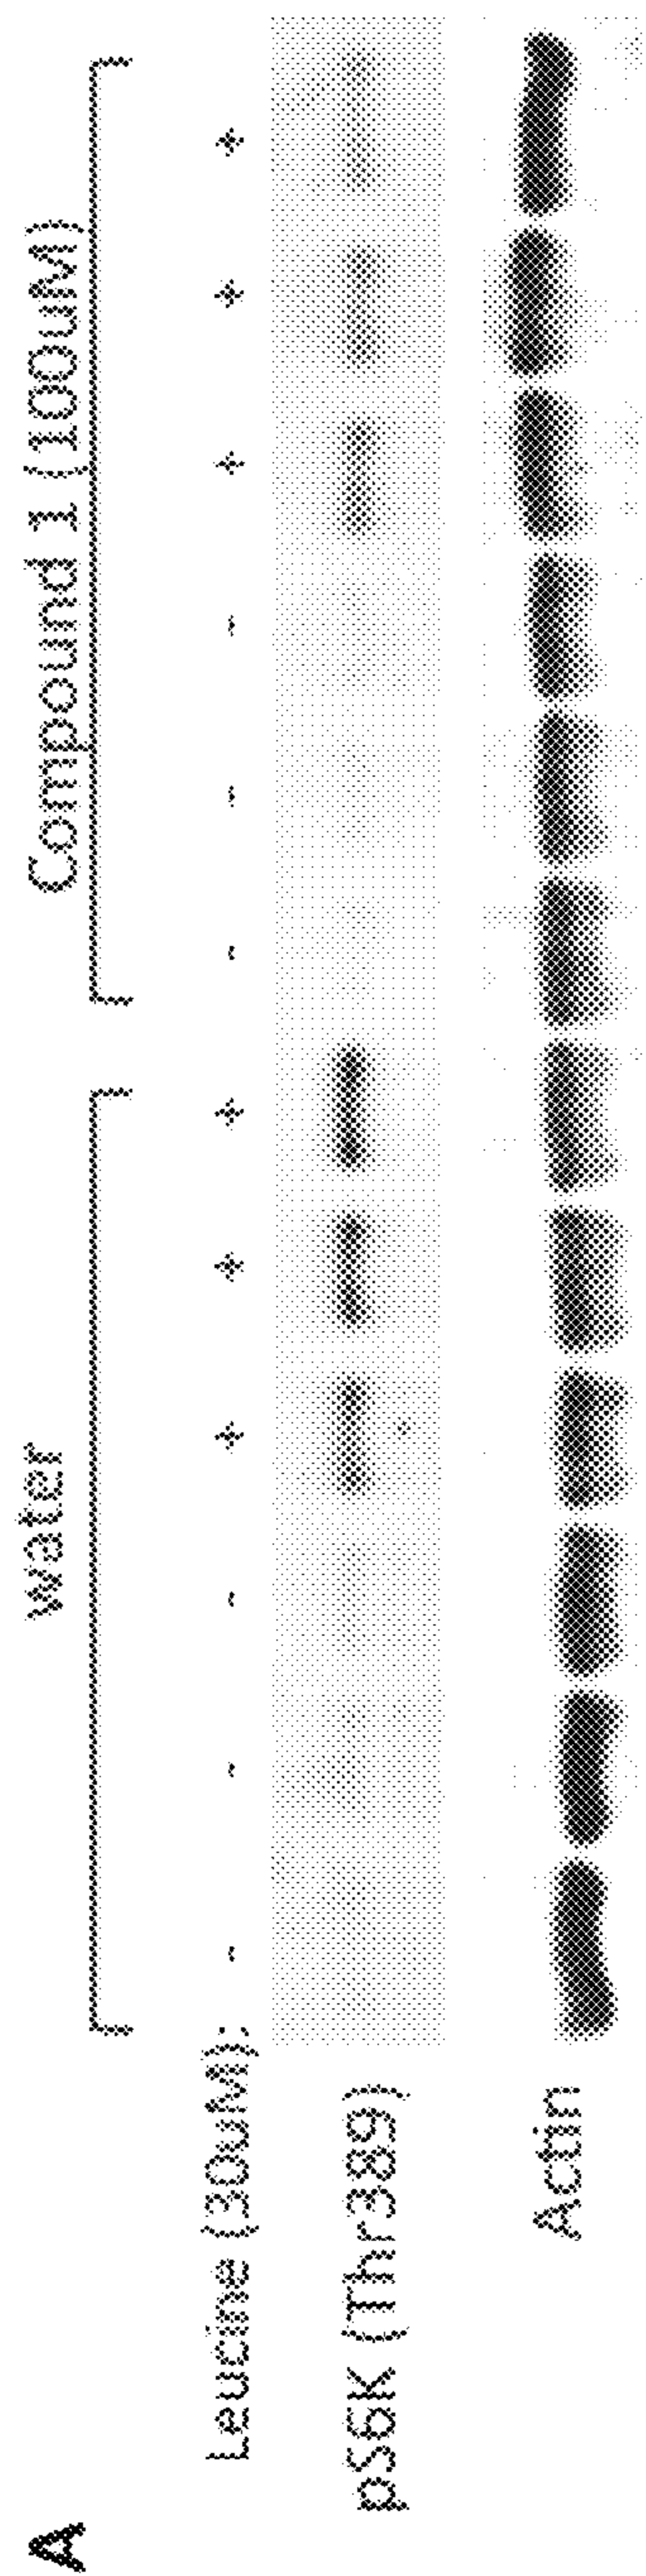 A
water Compound 1 (100uM)
Leucine (30uM): - - - + + + - - - + + +
pS6K (Thr389)
Actin